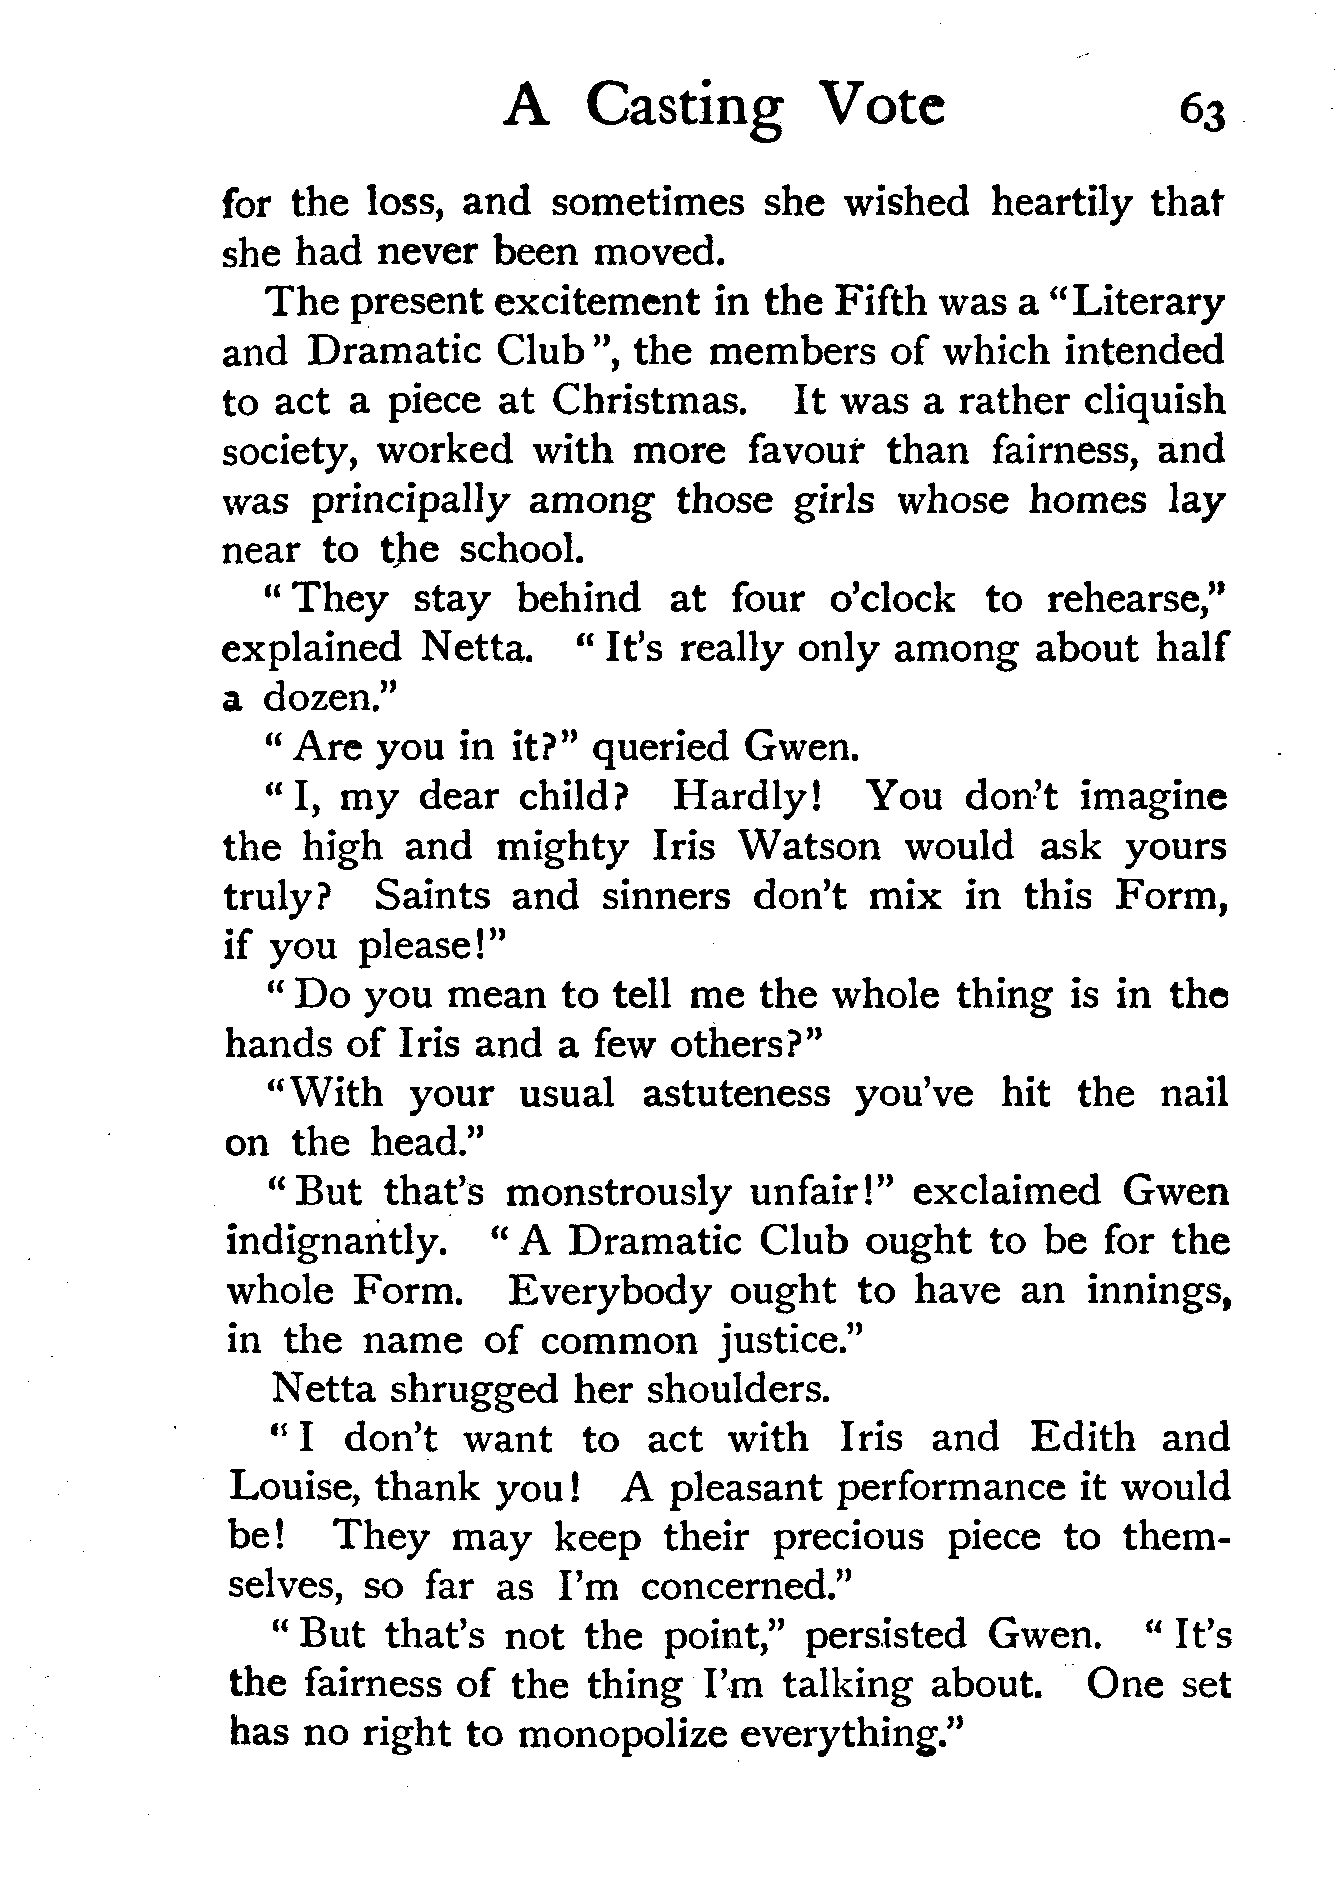 A Casting Vote 63
for the loss, and sometimes she wished heartily that
she had never been moved.
The present excitement in the Fifth was a "Literary
and Dramatic Club", the members of which intended
to act a piece at Christmas. It was a rather cliquish
society, worked with more favour than fairness, and
was principally among those girls whose homes lay
near to the school.
"They stay behind at four o'clock to rehearse,"
explained Netta. "It's really only among about half
a dozen."
"Are you in it?" queried Gwen.
"I, my dear child? Hardly! You don't imagine
the high and mighty Iris Watson would ask yours
truly? Saints and sinners don't mix in this Form,
if you please!"
"Do you mean to tell me the whole thing is in the
hands of Iris and a few others?"
"With your usual astuteness you've hit the nail
on the head."
"But that's monstrously unfair!" exclaimed Gwen
indignantly. "A Dramatic Club ought to be for the
whole Form. Everybody ought to have an innings,
in the name of common justice."
Netta shrugged her shoulders.
"I don't want to act with Iris and Edith and
Louise, thank you! A pleasant performance it would
be! They may keep their precious piece to them-
selves, so far as I'm concerned."
"But that's not the point," persisted Gwen. "It's
the fairness of the thing I'm talking about. One set
has no right to monopolize everything."